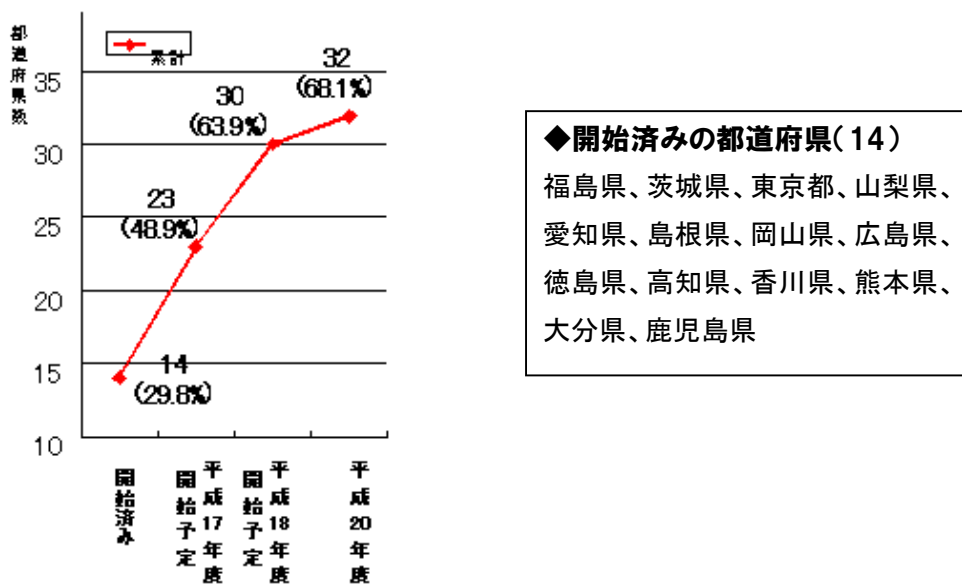 都道府県数
累計
35
30
25
20
15
10
14
(29.8%)
23
(48.9%)
30
(63.9%)
32
(68.1%)
開始済み
平成17年度
開始予定
平成18年度
開始予定
平成20年度
◆開始済みの都道府県(14)
福島県、茨城県、東京都、山梨県、
愛知県、島根県、岡山県、広島県、
徳島県、高知県、香川県、熊本県、
大分県、鹿児島県